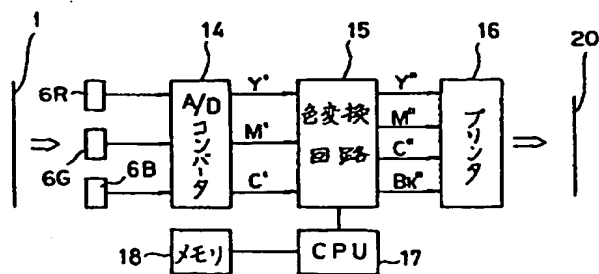 1
14
15
16
20
6R
6G
6B
A/D
コンバータ
Y'
M'
C'
色変換
回路
Y"
M"
C"
BK"
プリンタ
18
メモリ
CPU
17